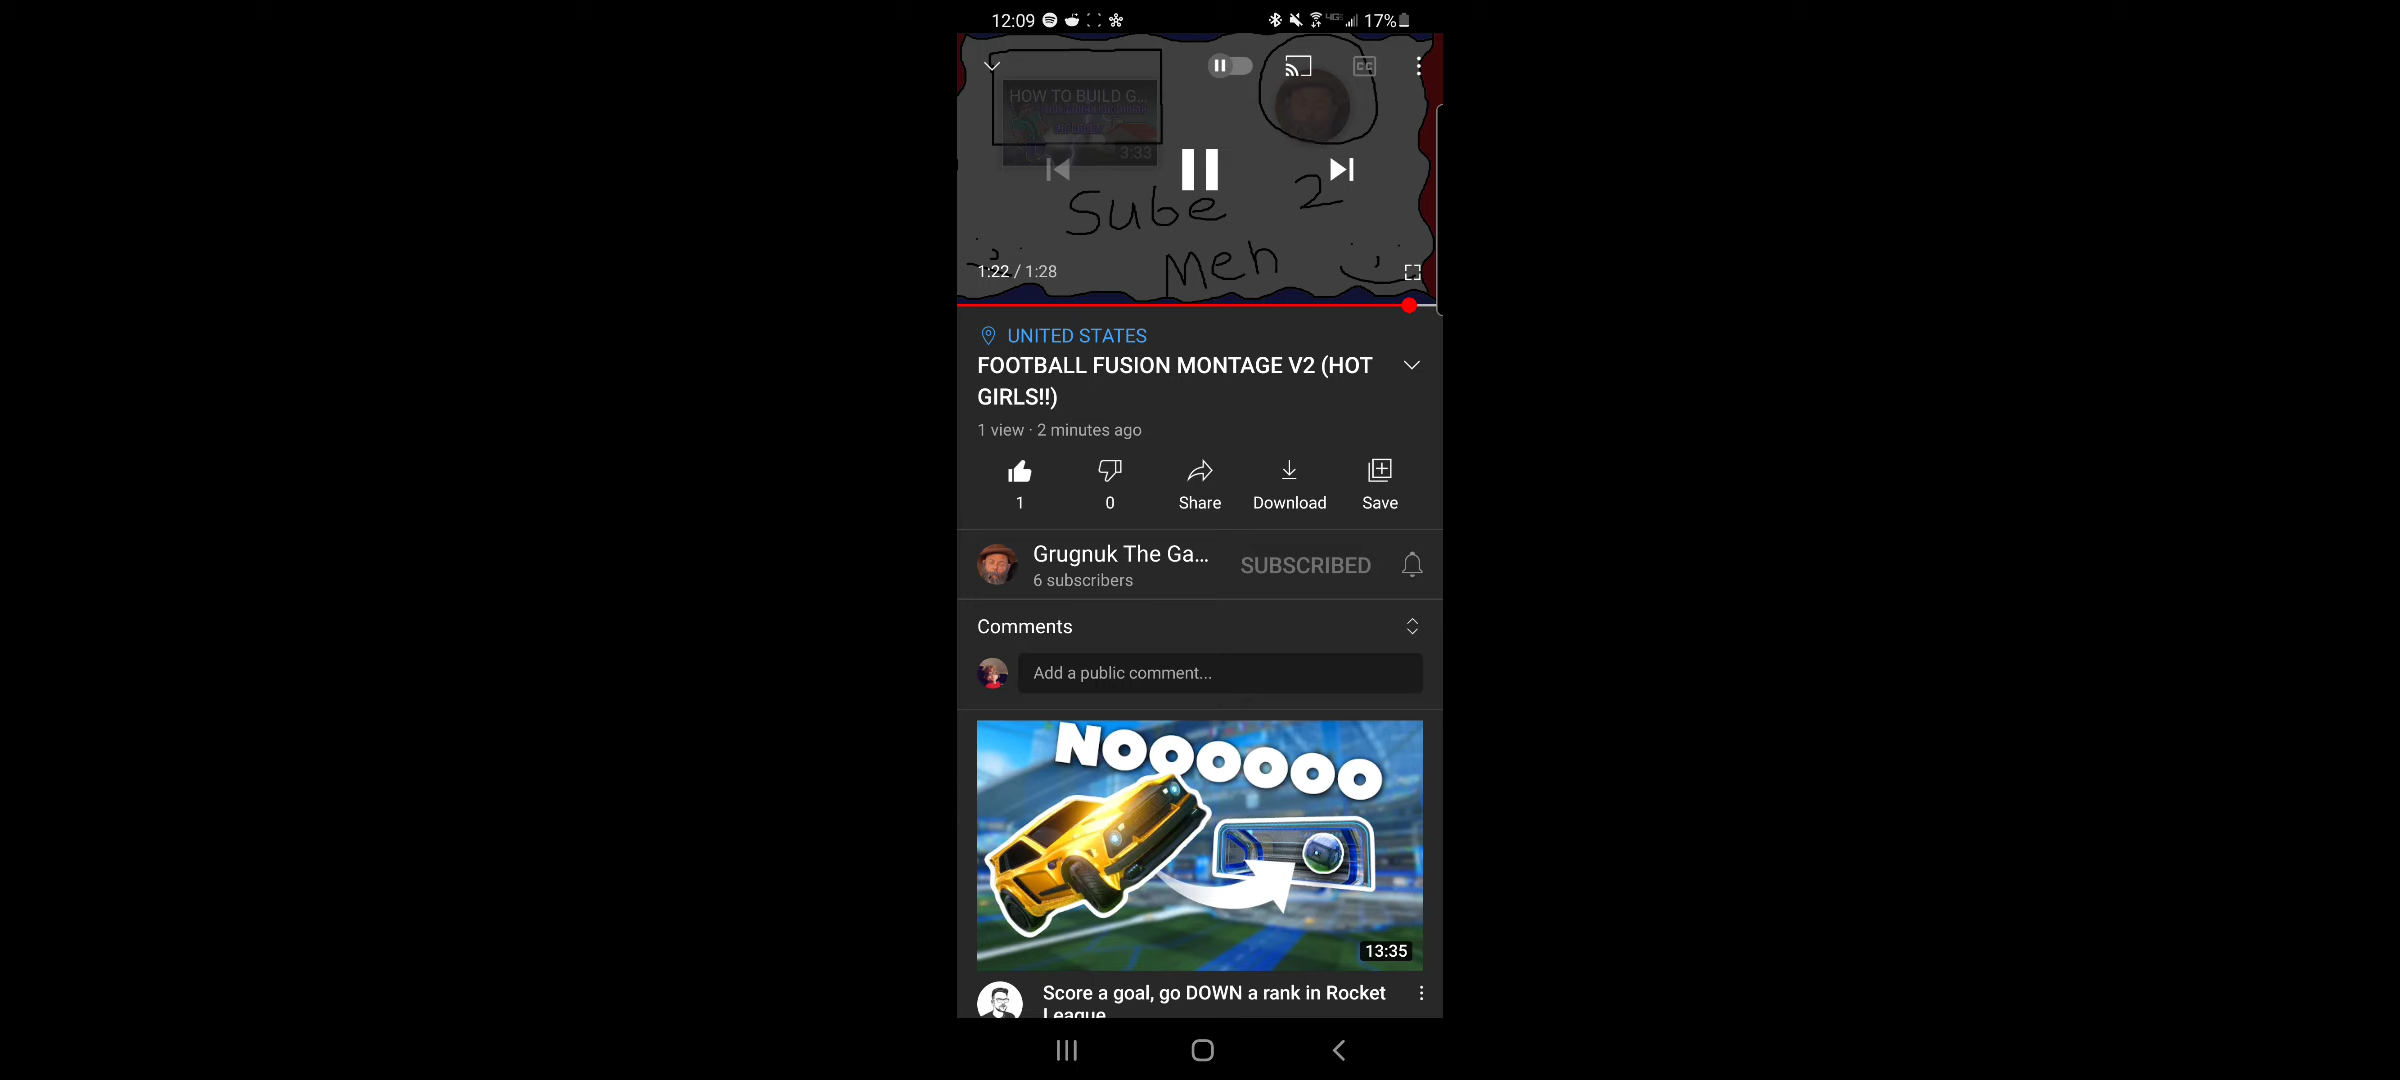 12:09 17%
HOW TO BUILD G...
3:33
Sube 2
Meh
1:22 / 1:28
UNITED STATES
FOOTBALL FUSION MONTAGE V2 (HOT
GIRLS!!)
1 view · 2 minutes ago
1 0 Share Download Save
Grugnuk The Ga... SUBSCRIBED
6 subscribers
Comments
Add a public comment...
NOOOOOO
13:35
Score a goal, go DOWN a rank in Rocket
League